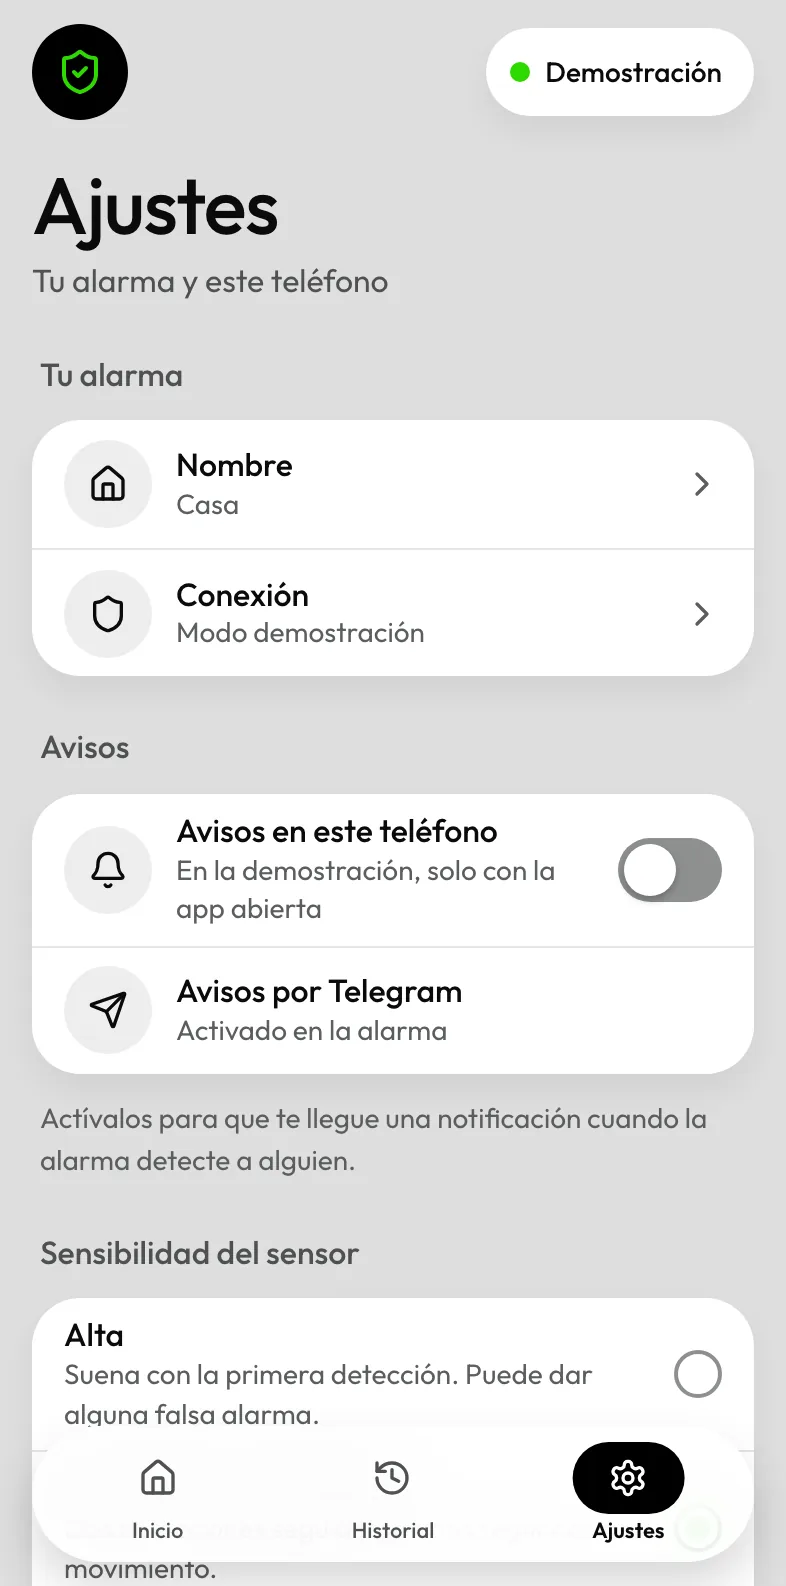 Demostración
Ajustes
Tu alarma y este teléfono
Tu alarma
Nombre
Casa
Conexión
Modo demostración
Avisos
Avisos en este teléfono
En la demostración, solo con la
app abierta
Avisos por Telegram
Activado en la alarma
Actívalos para que te llegue una notificación cuando la
alarma detecte a alguien.
Sensibilidad del sensor
Alta
Suena con la primera detección. Puede dar
alguna falsa alarma.
Inicio
Historial
Ajustes
movimiento.